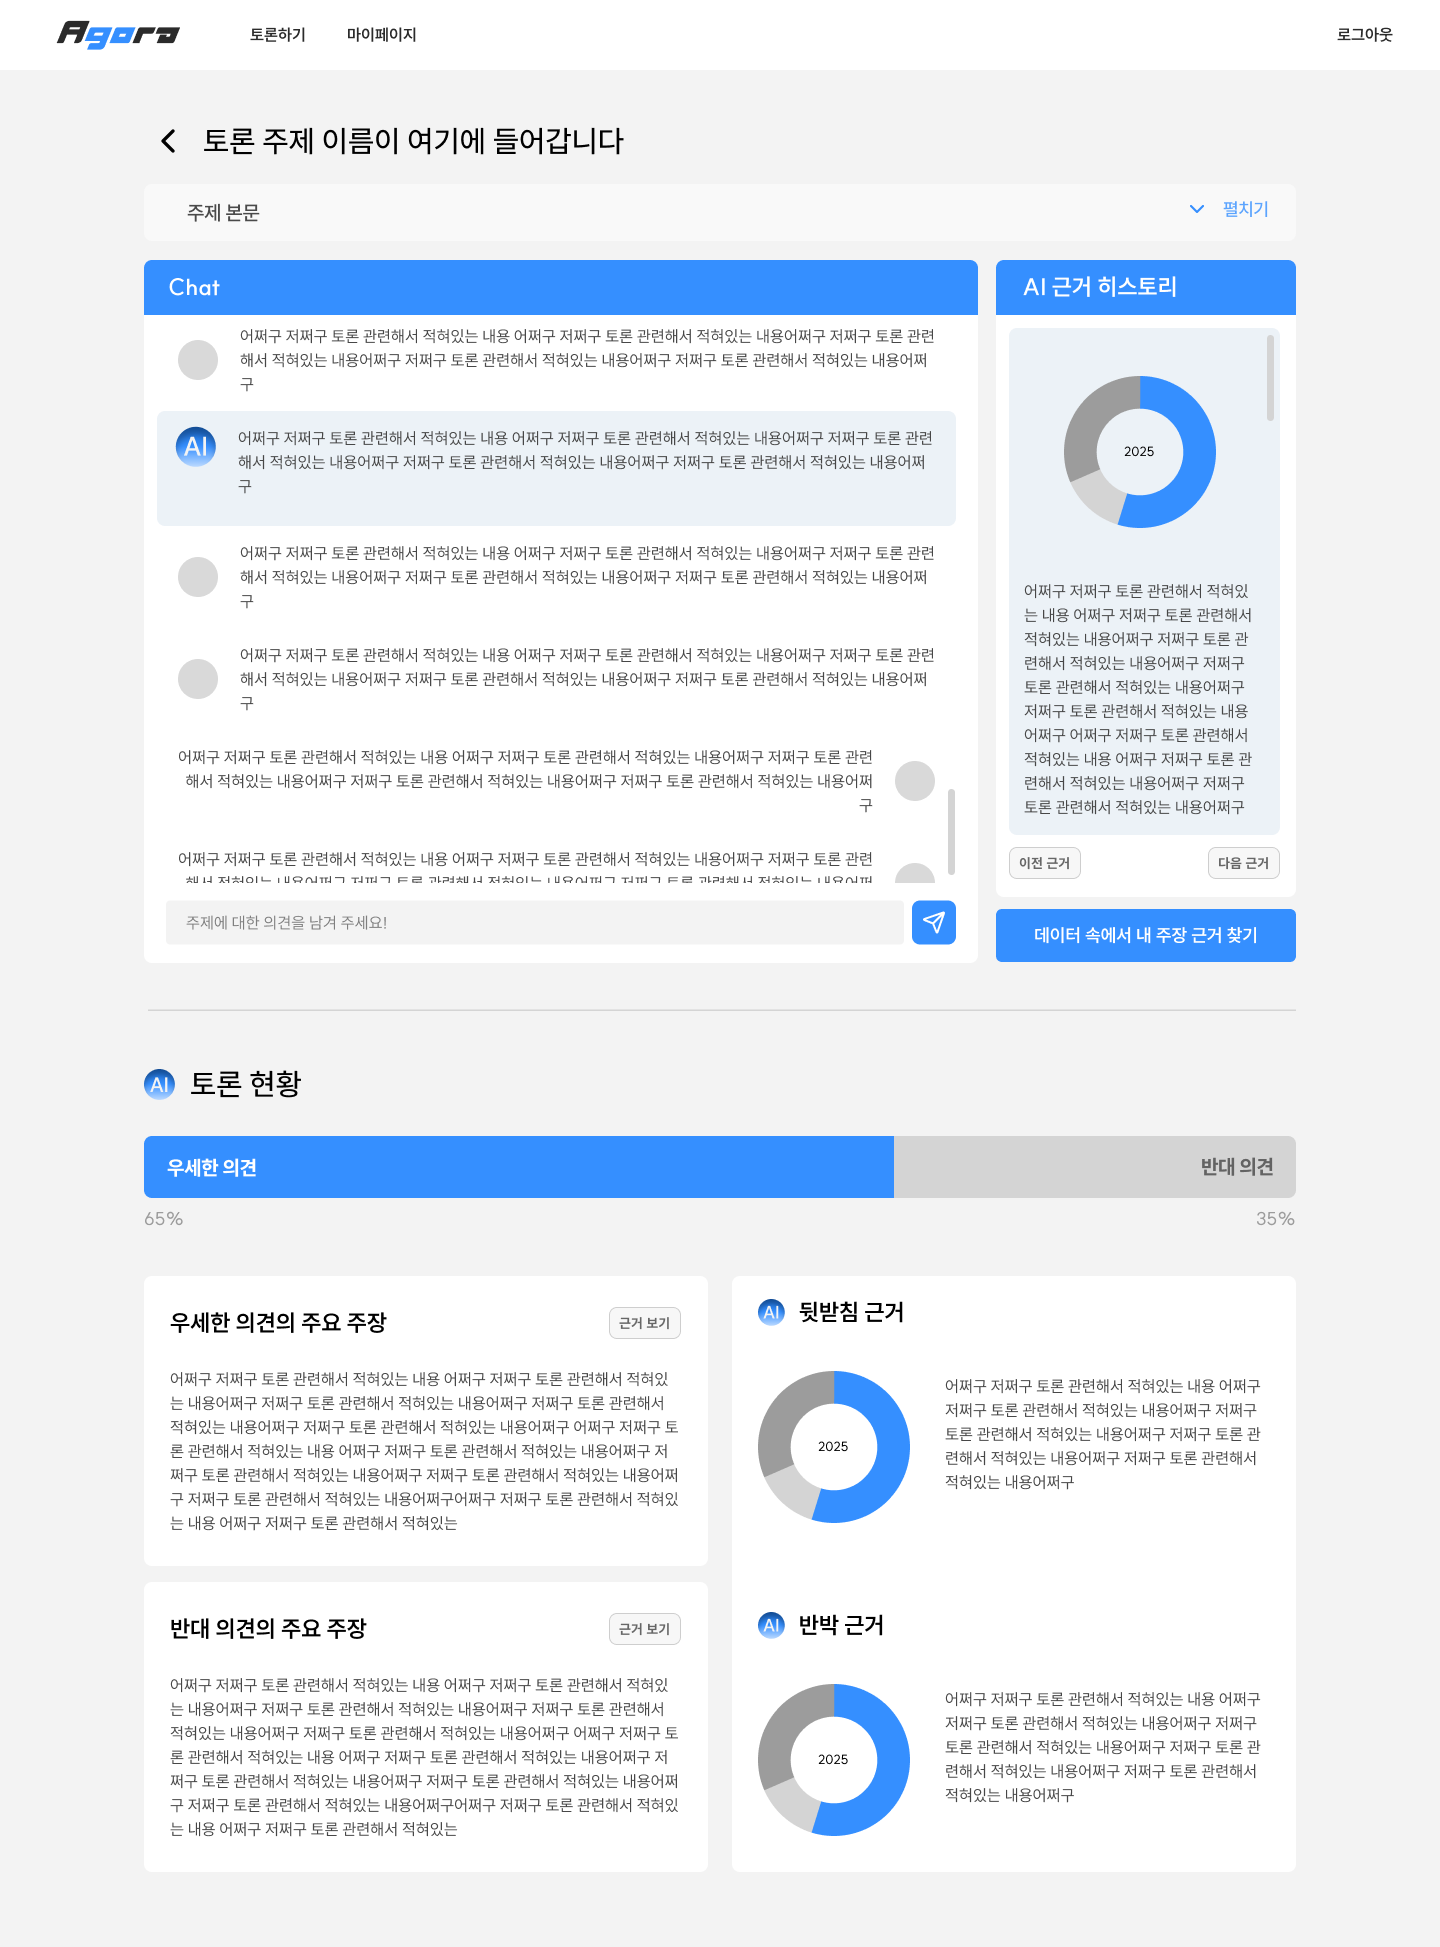 Agora
토론하기
마이페이지
로그아웃
토론 주제 이름이 여기에 들어갑니다
주제 본문
펼치기
Chat
어쩌구 저쩌구 토론 관련해서 적혀있는 내용 어쩌구 저쩌구 토론 관련해서 적혀있는 내용어쩌구 저쩌구 토론 관련
해서 적혀있는 내용어쩌구 저쩌구 토론 관련해서 적혀있는 내용어쩌구 저쩌구 토론 관련해서 적혀있는 내용어쩌
구
AI
어쩌구 저쩌구 토론 관련해서 적혀있는 내용 어쩌구 저쩌구 토론 관련해서 적혀있는 내용어쩌구 저쩌구 토론 관련
해서 적혀있는 내용어쩌구 저쩌구 토론 관련해서 적혀있는 내용어쩌구 저쩌구 토론 관련해서 적혀있는 내용어쩌
구
어쩌구 저쩌구 토론 관련해서 적혀있는 내용 어쩌구 저쩌구 토론 관련해서 적혀있는 내용어쩌구 저쩌구 토론 관련
해서 적혀있는 내용어쩌구 저쩌구 토론 관련해서 적혀있는 내용어쩌구 저쩌구 토론 관련해서 적혀있는 내용어쩌
구
어쩌구 저쩌구 토론 관련해서 적혀있는 내용 어쩌구 저쩌구 토론 관련해서 적혀있는 내용어쩌구 저쩌구 토론 관련
해서 적혀있는 내용어쩌구 저쩌구 토론 관련해서 적혀있는 내용어쩌구 저쩌구 토론 관련해서 적혀있는 내용어쩌
구
어쩌구 저쩌구 토론 관련해서 적혀있는 내용 어쩌구 저쩌구 토론 관련해서 적혀있는 내용어쩌구 저쩌구 토론 관련
해서 적혀있는 내용어쩌구 저쩌구 토론 관련해서 적혀있는 내용어쩌구 저쩌구 토론 관련해서 적혀있는 내용어쩌
구
어쩌구 저쩌구 토론 관련해서 적혀있는 내용 어쩌구 저쩌구 토론 관련해서 적혀있는 내용어쩌구 저쩌구 토론 관련
해서 적혀있는 내용어쩌구 저쩌구 토론 관련해서 적혀있는 내용어쩌구 저쩌구 토론 관련해서 적혀있는 내용어쩌
주제에 대한 의견을 남겨 주세요!
AI 근거 히스토리
2025
어쩌구 저쩌구 토론 관련해서 적혀있
는 내용 어쩌구 저쩌구 토론 관련해서
적혀있는 내용어쩌구 저쩌구 토론 관
련해서 적혀있는 내용어쩌구 저쩌구
토론 관련해서 적혀있는 내용어쩌구
저쩌구 토론 관련해서 적혀있는 내용
어쩌구 어쩌구 저쩌구 토론 관련해서
적혀있는 내용 어쩌구 저쩌구 토론 관
련해서 적혀있는 내용어쩌구 저쩌구
토론 관련해서 적혀있는 내용어쩌구
이전 근거
다음 근거
데이터 속에서 내 주장 근거 찾기
AI 토론 현황
우세한 의견
반대 의견
65%
35%
우세한 의견의 주요 주장
근거 보기
어쩌구 저쩌구 토론 관련해서 적혀있는 내용 어쩌구 저쩌구 토론 관련해서 적혀있
는 내용어쩌구 저쩌구 토론 관련해서 적혀있는 내용어쩌구 저쩌구 토론 관련해서
적혀있는 내용어쩌구 저쩌구 토론 관련해서 적혀있는 내용어쩌구 어쩌구 저쩌구 토
론 관련해서 적혀있는 내용 어쩌구 저쩌구 토론 관련해서 적혀있는 내용어쩌구 저
쩌구 토론 관련해서 적혀있는 내용어쩌구 저쩌구 토론 관련해서 적혀있는 내용어쩌
구 저쩌구 토론 관련해서 적혀있는 내용어쩌구어쩌구 저쩌구 토론 관련해서 적혀있
는 내용 어쩌구 저쩌구 토론 관련해서 적혀있는
반대 의견의 주요 주장
근거 보기
어쩌구 저쩌구 토론 관련해서 적혀있는 내용 어쩌구 저쩌구 토론 관련해서 적혀있
는 내용어쩌구 저쩌구 토론 관련해서 적혀있는 내용어쩌구 저쩌구 토론 관련해서
적혀있는 내용어쩌구 저쩌구 토론 관련해서 적혀있는 내용어쩌구 어쩌구 저쩌구 토
론 관련해서 적혀있는 내용 어쩌구 저쩌구 토론 관련해서 적혀있는 내용어쩌구 저
쩌구 토론 관련해서 적혀있는 내용어쩌구 저쩌구 토론 관련해서 적혀있는 내용어쩌
구 저쩌구 토론 관련해서 적혀있는 내용어쩌구어쩌구 저쩌구 토론 관련해서 적혀있
는 내용 어쩌구 저쩌구 토론 관련해서 적혀있는
AI 뒷받침 근거
2025
어쩌구 저쩌구 토론 관련해서 적혀있는 내용 어쩌구
저쩌구 토론 관련해서 적혀있는 내용어쩌구 저쩌구
토론 관련해서 적혀있는 내용어쩌구 저쩌구 토론 관
련해서 적혀있는 내용어쩌구 저쩌구 토론 관련해서
적혀있는 내용어쩌구
AI 반박 근거
2025
어쩌구 저쩌구 토론 관련해서 적혀있는 내용 어쩌구
저쩌구 토론 관련해서 적혀있는 내용어쩌구 저쩌구
토론 관련해서 적혀있는 내용어쩌구 저쩌구 토론 관
련해서 적혀있는 내용어쩌구 저쩌구 토론 관련해서
적혀있는 내용어쩌구